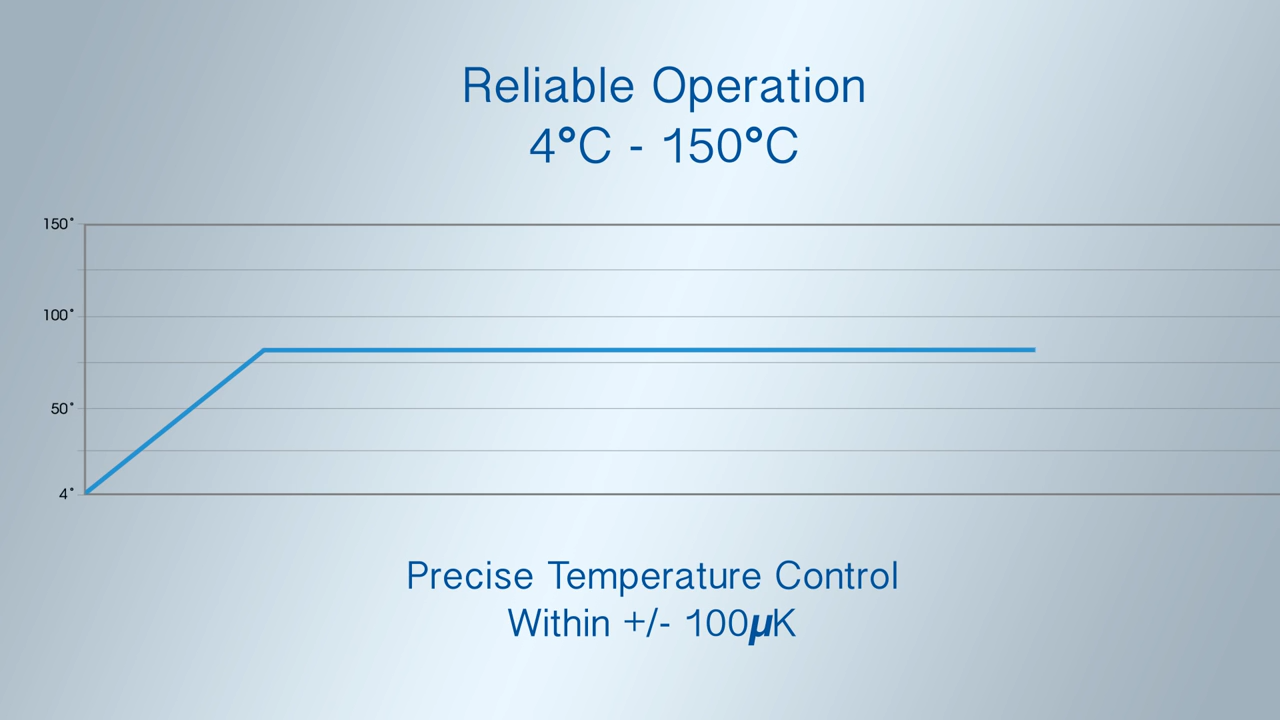 Reliable Operation
4°C - 150°C
150°
100°
50°
4°
Precise Temperature Control
Within +/- 100µK